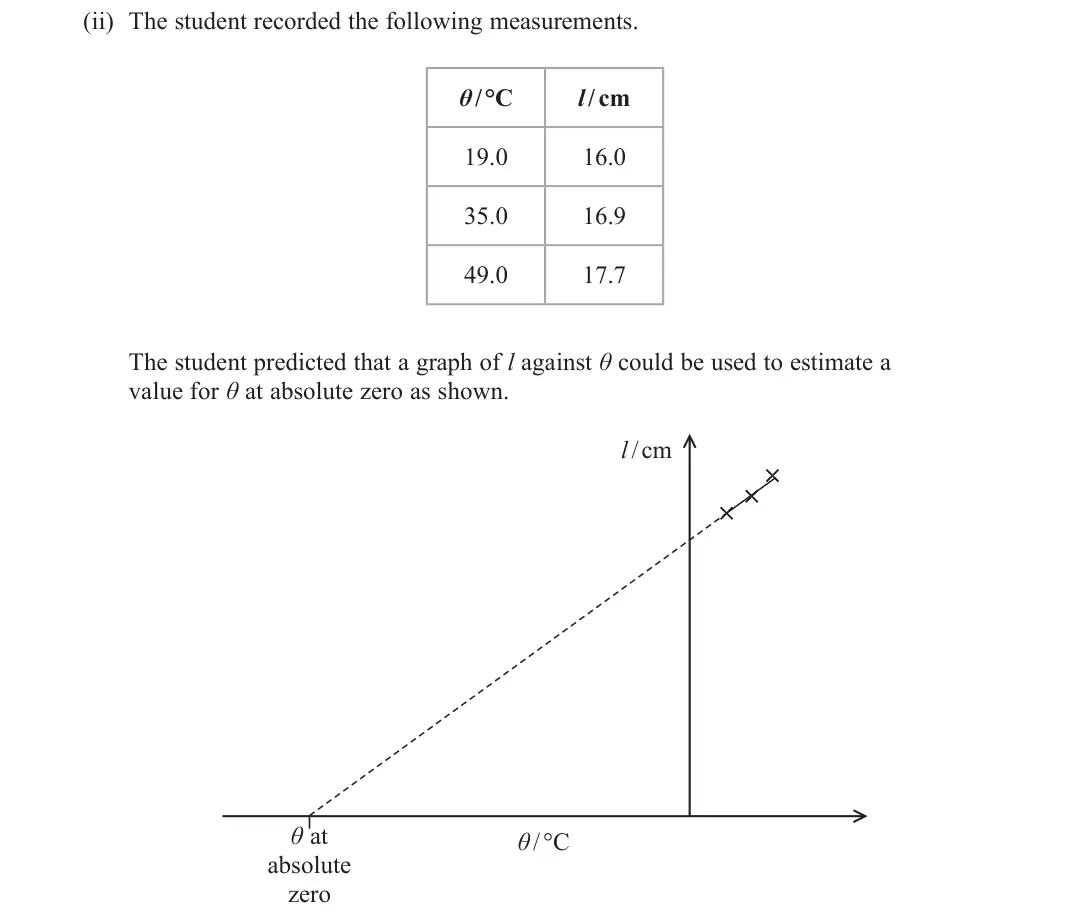 (ii) The student recorded the following measurements.
θ/°C l/cm
19.0 16.0
35.0 16.9
49.0 17.7
The student predicted that a graph of l against θ could be used to estimate a
value for θ at absolute zero as shown.
l/cm
θ at
absolute
zero
θ/°C